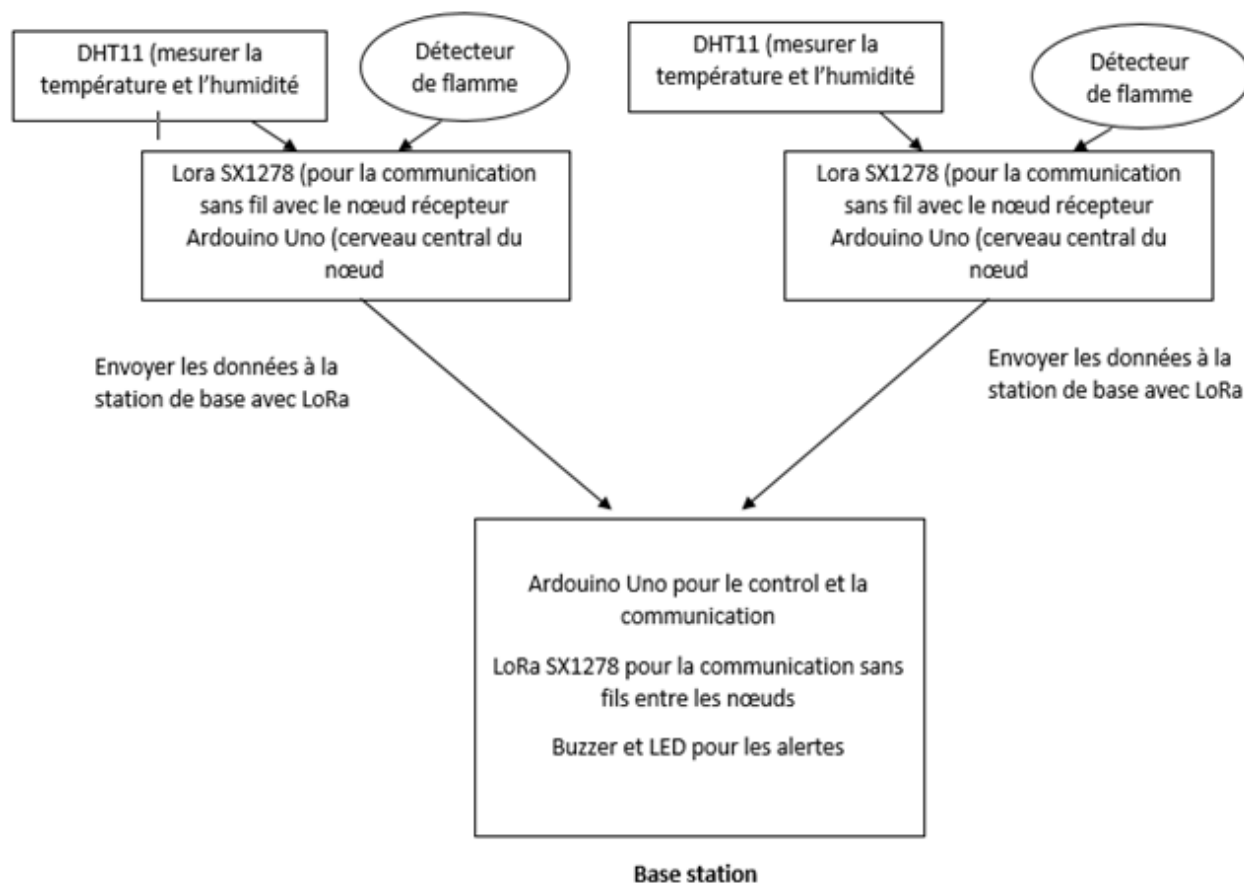 DHT11 (mesurer la
température et l'humidité
Détecteur
de flamme
DHT11 (mesurer la
température et l'humidité
Détecteur
de flamme
Lora SX1278 (pour la communication
sans fil avec le nœud récepteur
Ardouino Uno (cerveau central du
nœud
Lora SX1278 (pour la communication
sans fil avec le nœud récepteur
Ardouino Uno (cerveau central du
nœud
Envoyer les données à la
station de base avec LoRa
Envoyer les données à la
station de base avec LoRa
Ardouino Uno pour le control et la
communication
LoRa SX1278 pour la communication sans
fils entre les nœuds
Buzzer et LED pour les alertes
Base station